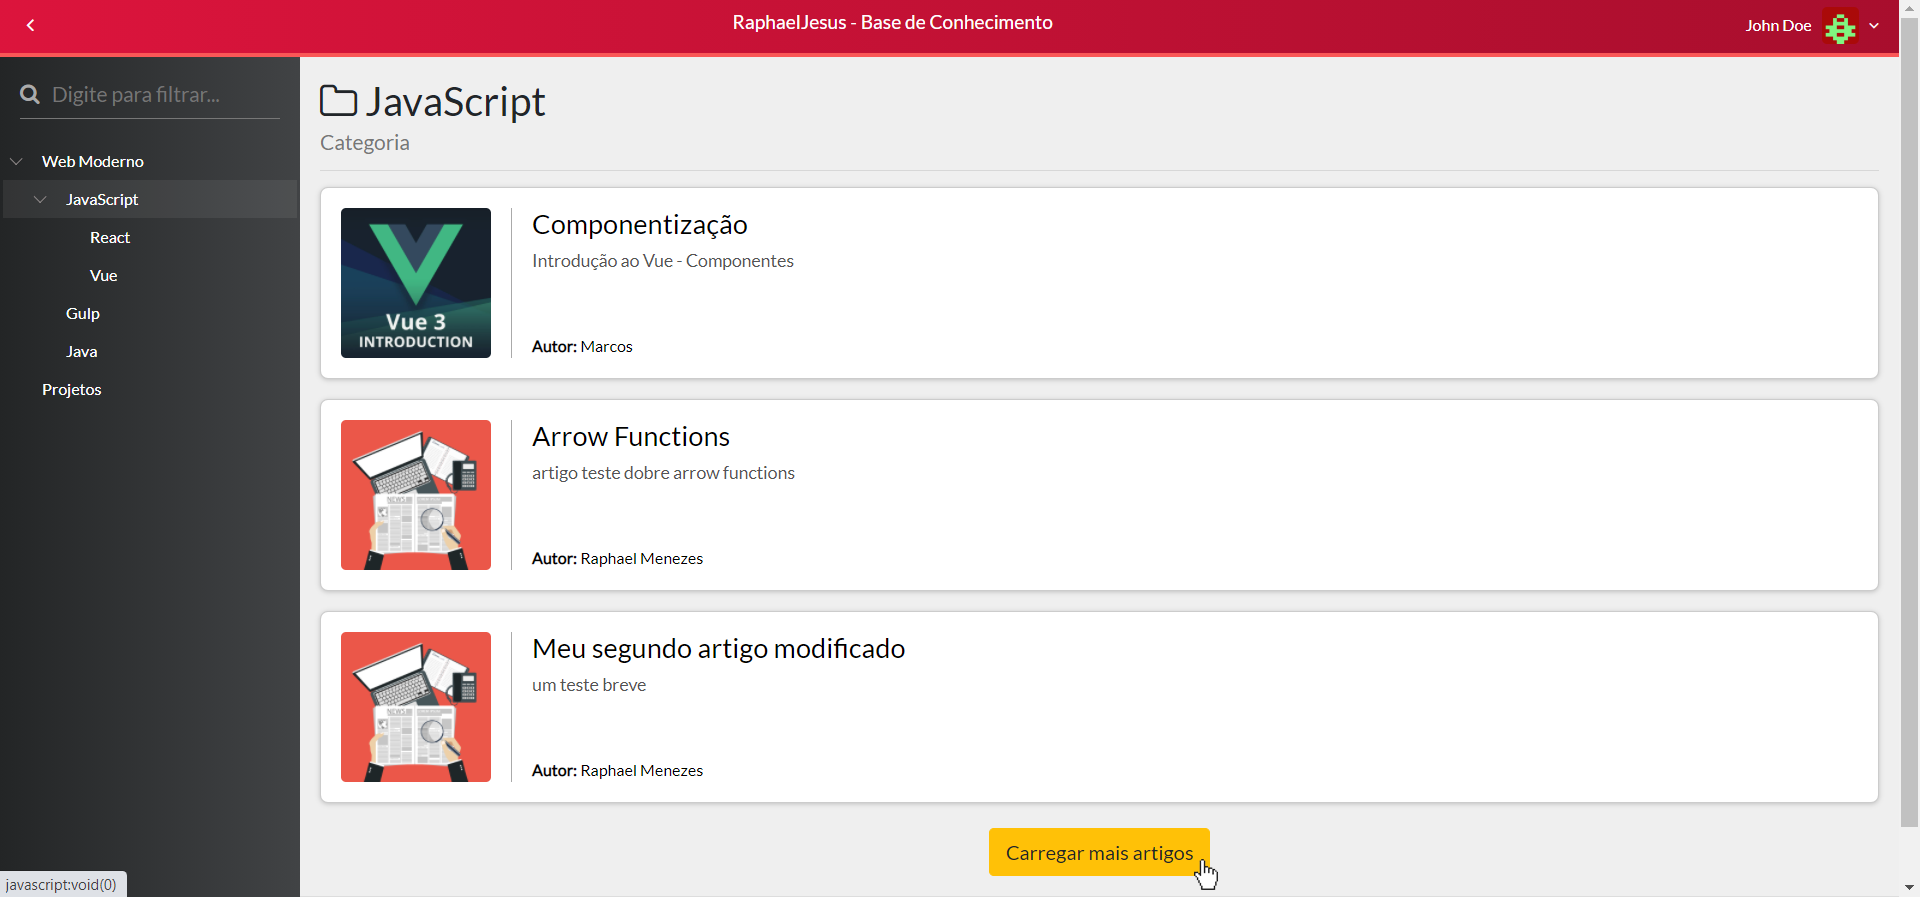 RaphaelJesus - Base de Conhecimento
John Doe
Digite para filtrar...
Web Moderno
JavaScript
React
Vue
Gulp
Java
Projetos
JavaScript
Categoria
Vue 3
INTRODUCTION
Componentização
Introdução ao Vue - Componentes
Autor: Marcos
NEWS
Arrow Functions
artigo teste dobre arrow functions
Autor: Raphael Menezes
NEWS
Meu segundo artigo modificado
um teste breve
Autor: Raphael Menezes
Carregar mais artigos
javascript:void(0)